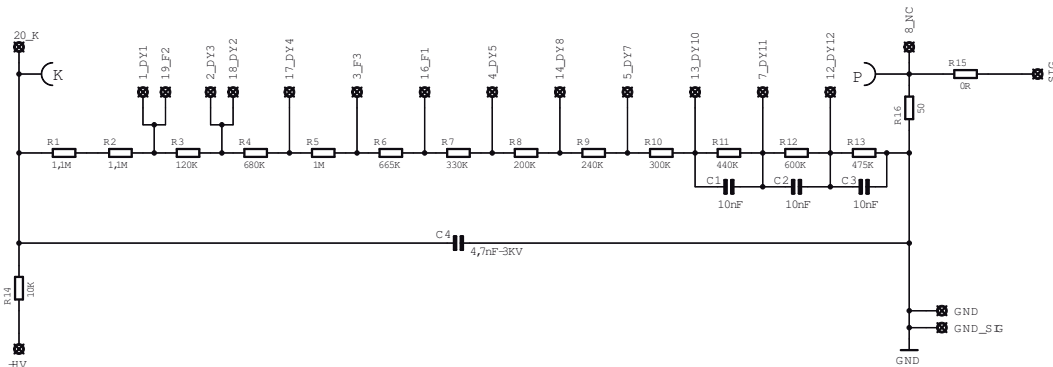 20_K
K
1_DY1
19_F2
2_DY3
18_DY2
17_DY4
3_F3
16_F1
4_DY5
14_DY8
5_DY7
13_DY10
7_DY11
12_DY12
8_NC
P
R15
0R
SIG
R16
50
R1
1,1M
R2
1,1M
R3
120K
R4
680K
R5
1M
R6
665K
R7
330K
R8
200K
R9
240K
R10
300K
R11
440K
R12
600K
R13
475K
C1
10nF
C2
10nF
C3
10nF
C4
4,7nF-3KV
R14
10K
-HV
GND
GND_SIG
GND